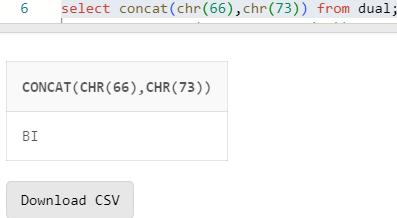 6 select concat(chr(66),chr(73)) from dual;
CONCAT(CHR(66),CHR(73))
BI
Download CSV